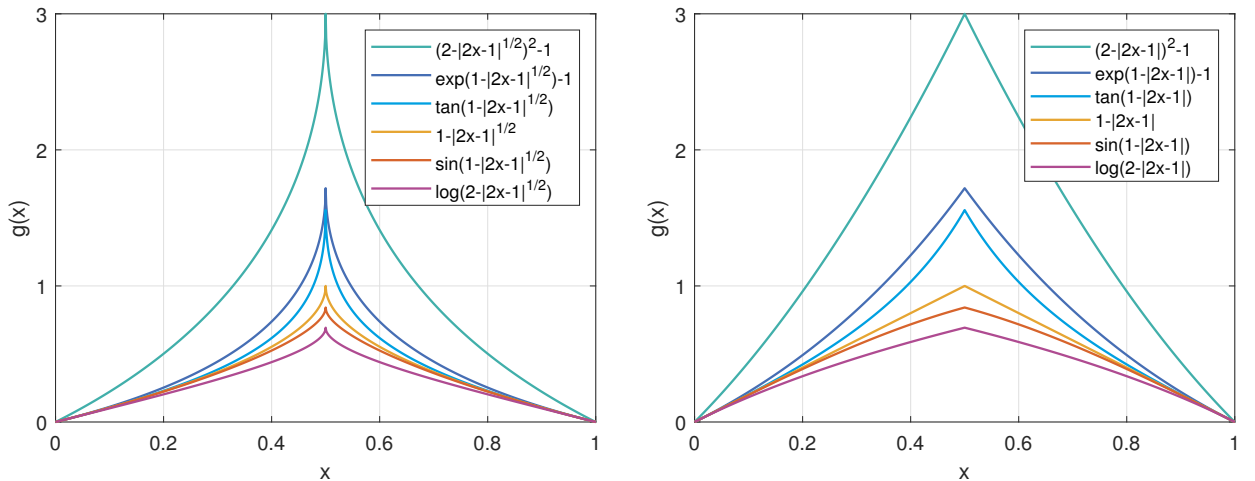 3
2
1
0
g(x)
(2-|2x-1|^{1/2})^2-1
exp(1-|2x-1|^{1/2})-1
tan(1-|2x-1|^{1/2})
1-|2x-1|^{1/2}
sin(1-|2x-1|^{1/2})
log(2-|2x-1|^{1/2})
0 0.2 0.4 0.6 0.8 1
x
3
2
1
0
g(x)
(2-|2x-1|)^2-1
exp(1-|2x-1|)-1
tan(1-|2x-1|)
1-|2x-1|
sin(1-|2x-1|)
log(2-|2x-1|)
0 0.2 0.4 0.6 0.8 1
x